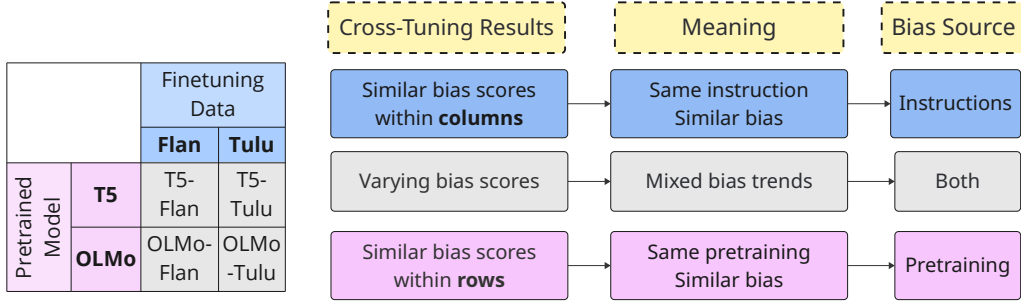 Finetuning
Data
Flan Tulu
Pretrained
Model
T5
T5-
Flan
T5-
Tulu
OLMo
OLMo-
Flan
OLMo
-Tulu
Cross-Tuning Results
Meaning
Bias Source
Similar bias scores
within columns
Same instruction
Similar bias
Instructions
Varying bias scores
Mixed bias trends
Both
Similar bias scores
within rows
Same pretraining
Similar bias
Pretraining